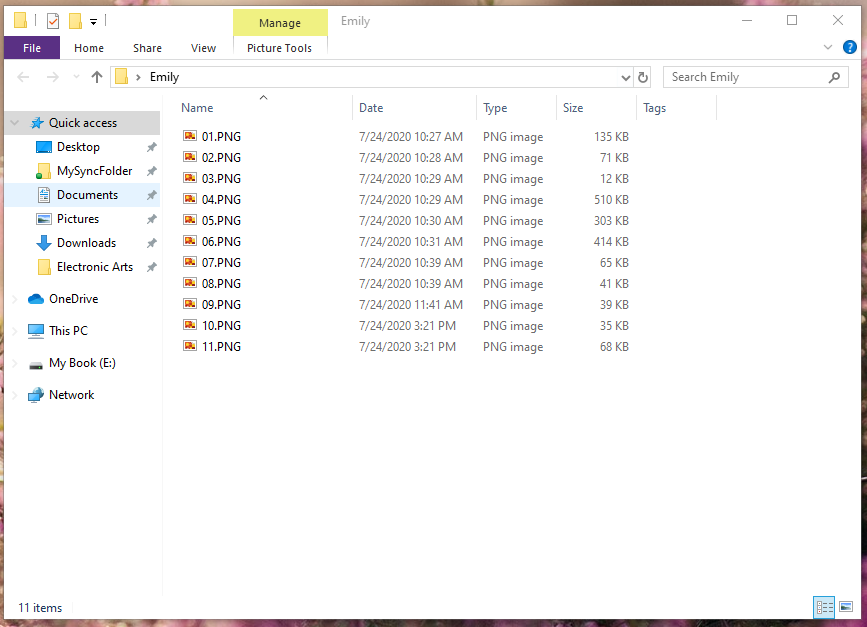 Manage
Emily
File
Home
Share
View
Picture Tools
?
Emily
Search Emily
Name
Date
Type
Size
Tags
Quick access
Desktop
MySyncFolder
Documents
Pictures
Downloads
Electronic Arts
OneDrive
This PC
My Book (E:)
Network
01.PNG 7/24/2020 10:27 AM PNG image 135 KB
02.PNG 7/24/2020 10:28 AM PNG image 71 KB
03.PNG 7/24/2020 10:29 AM PNG image 12 KB
04.PNG 7/24/2020 10:29 AM PNG image 510 KB
05.PNG 7/24/2020 10:30 AM PNG image 303 KB
06.PNG 7/24/2020 10:31 AM PNG image 414 KB
07.PNG 7/24/2020 10:39 AM PNG image 65 KB
08.PNG 7/24/2020 10:39 AM PNG image 41 KB
09.PNG 7/24/2020 11:41 AM PNG image 39 KB
10.PNG 7/24/2020 3:21 PM PNG image 35 KB
11.PNG 7/24/2020 3:21 PM PNG image 68 KB
11 items